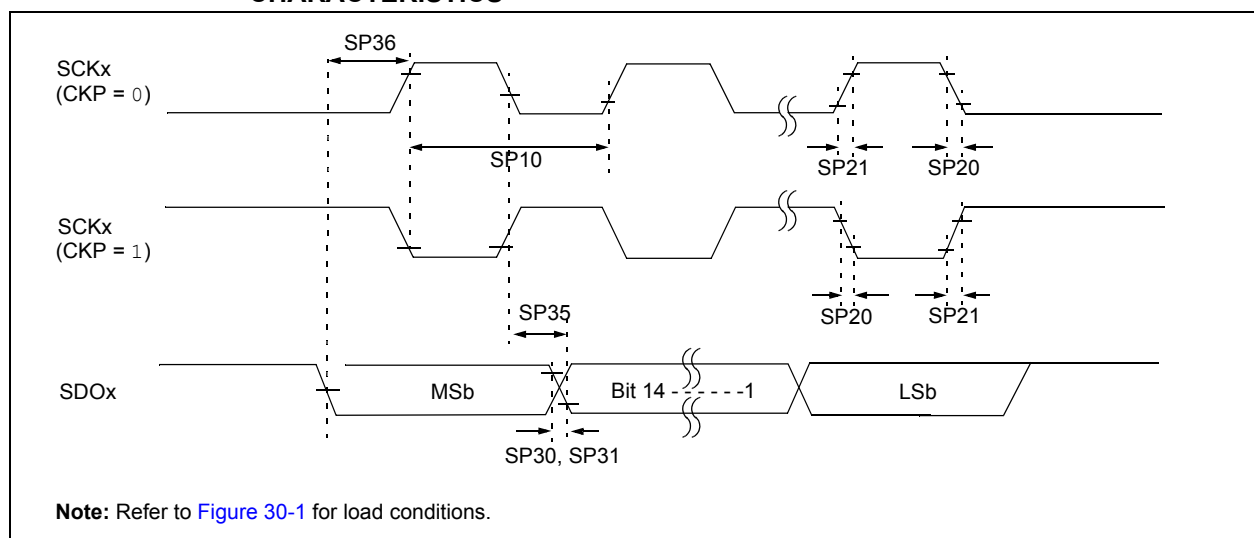 CHARACTERISTICS
SP36
SCKx
(CKP = 0)
SP10
SP21
SP20
SCKx
(CKP = 1)
SP35
SP20
SP21
SDOx
MSb
Bit 14 - - - - - -1
LSb
SP30, SP31
Note: Refer to Figure 30-1 for load conditions.